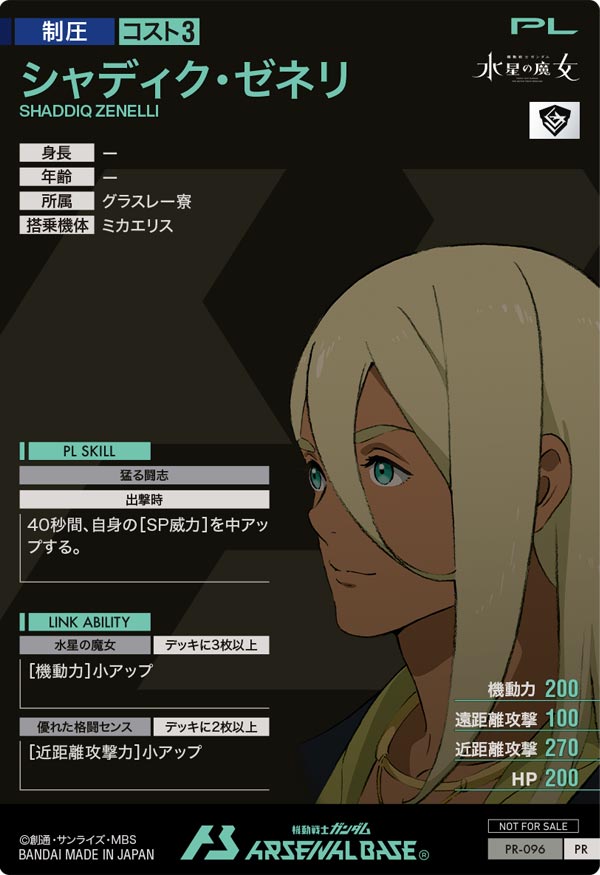 制圧 コスト3
PL
シャディク・ゼネリ
SHADDIQ ZENELLI
水星の魔女
身長 ー
年齢 ー
所属 グラスレー寮
搭乗機体 ミカエリス
PL SKILL
猛る闘志
出撃時
40秒間、自身の[SP威力]を中アッ
プする。
LINK ABILITY
水星の魔女 デッキに3枚以上
[機動力]小アップ
優れた格闘センス デッキに2枚以上
[近距離攻撃力]小アップ
機動力 200
遠距離攻撃 100
近距離攻撃 270
HP 200
©創通・サンライズ・MBS
BANDAI MADE IN JAPAN
機動戦士ガンダム
ARSENAL BASE®
NOT FOR SALE
PR-096 PR